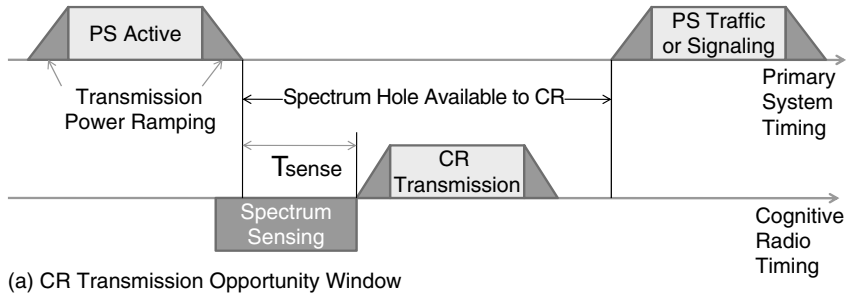 PS Active
PS Traffic
or Signaling
Transmission
Power Ramping
Spectrum Hole Available to CR
Primary
System
Timing
Tsense
CR
Transmission
Spectrum
Sensing
Cognitive
Radio
Timing
(a) CR Transmission Opportunity Window